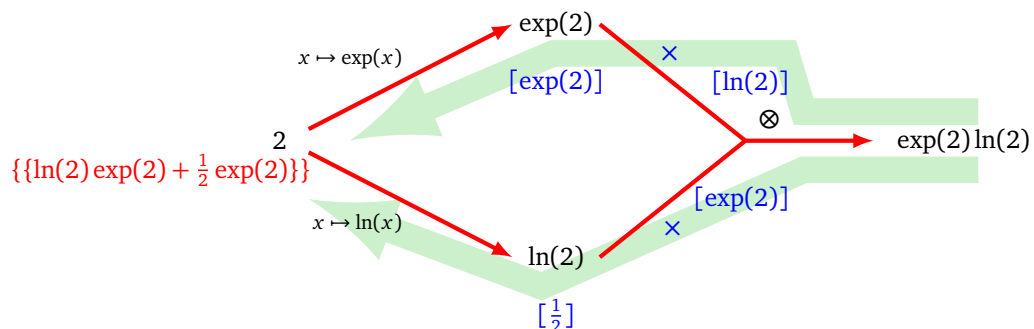 exp(2)
x ↦ exp(x)
×
[exp(2)]
[ln(2)]
⊗
2
exp(2) ln(2)
{{ln(2) exp(2) + 1/2 exp(2)}}
[exp(2)]
x ↦ ln(x)
×
ln(2)
[1/2]